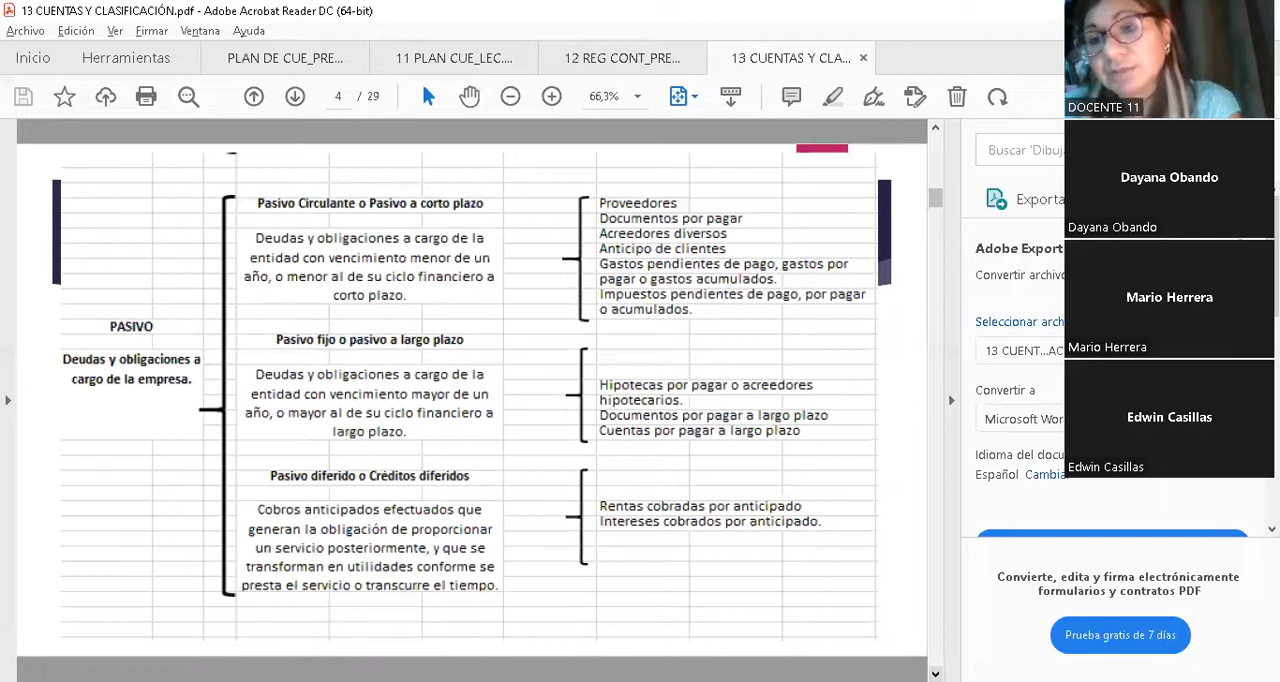 13 CUENTAS Y CLASIFICACIÓN.pdf - Adobe Acrobat Reader DC (64-bit)
Archivo Edición Ver Firmar Ventana Ayuda
Inicio Herramientas PLAN DE CUE_PRE... 11 PLAN CUE_LEC.... 12 REG CONT_PRE... 13 CUENTAS Y CLA... ×
4 / 29 66,3%
Pasivo Circulante o Pasivo a corto plazo
Deudas y obligaciones a cargo de la
entidad con vencimiento menor de un
año, o menor al de su ciclo financiero a
corto plazo.
Proveedores
Documentos por pagar
Acreedores diversos
Anticipo de clientes
Gastos pendientes de pago, gastos por
pagar o gastos acumulados.
Impuestos pendientes de pago, por pagar
o acumulados.
PASIVO
Deudas y obligaciones a
cargo de la empresa.
Pasivo fijo o pasivo a largo plazo
Deudas y obligaciones a cargo de la
entidad con vencimiento mayor de un
año, o mayor al de su ciclo financiero a
largo plazo.
Hipotecas por pagar o acreedores
hipotecarios.
Documentos por pagar a largo plazo
Cuentas por pagar a largo plazo
Pasivo diferido o Créditos diferidos
Cobros anticipados efectuados que
generan la obligación de proporcionar
un servicio posteriormente, y que se
transforman en utilidades conforme se
presta el servicio o transcurre el tiempo.
Rentas cobradas por anticipado
Intereses cobrados por anticipado.
Buscar 'Dibuj
Exporta
Adobe Export
Convertir archivo
Seleccionar arch
13 CUENT...AC
Convertir a
Microsoft Wor
Idioma del docu
Español Cambia
Convierte, edita y firma electrónicamente
formularios y contratos PDF
Prueba gratis de 7 días
DOCENTE 11
Dayana Obando
Dayana Obando
Mario Herrera
Mario Herrera
Edwin Casillas
Edwin Casillas